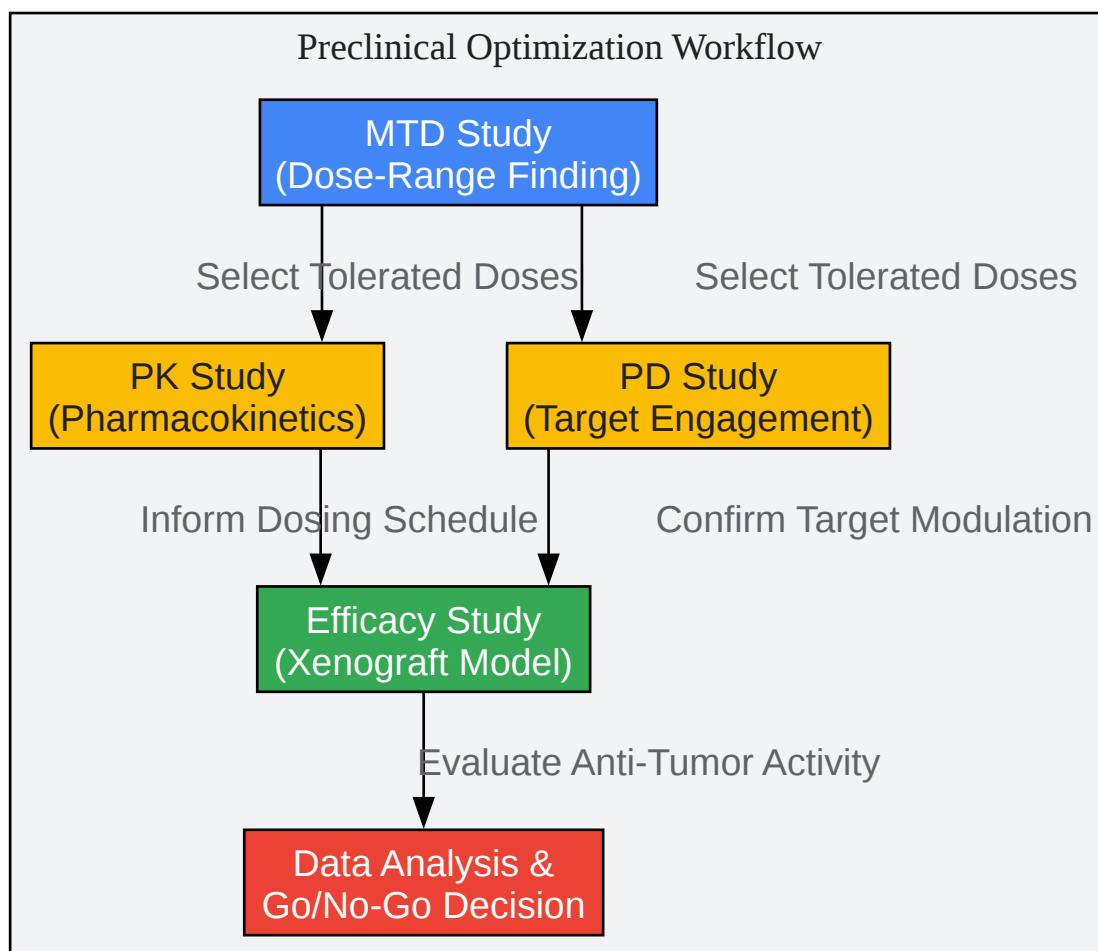 Preclinical Optimization Workflow
MTD Study
(Dose-Range Finding)
Select Tolerated Doses
Select Tolerated Doses
PK Study
(Pharmacokinetics)
PD Study
(Target Engagement)
Inform Dosing Schedule
Confirm Target Modulation
Efficacy Study
(Xenograft Model)
Evaluate Anti-Tumor Activity
Data Analysis &
Go/No-Go Decision